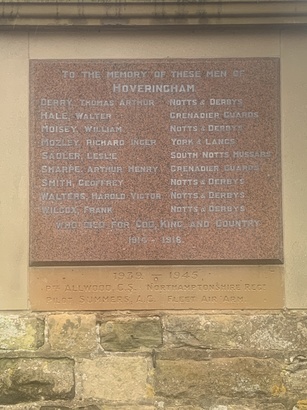 TO THE MEMORY OF THESE MEN OF
HOVERINGHAM
DERRY, THOMAS ARTHUR NOTTS & DERBYS
HALE, WALTER GRENADIER GUARDS
MOISEY, WILLIAM NOTTS & DERBYS
MOZLEY, RICHARD INGER YORK & LANCS
SADLER, LESLIE SOUTH NOTTS HUSSARS
SHARPE, ARTHUR HENRY GRENADIER GUARDS
SMITH, GEOFFREY NOTTS & DERBYS
WALTERS, HAROLD VICTOR NOTTS & DERBYS
WILCOX, FRANK NOTTS & DERBYS
WHO DIED FOR GOD, KING, AND COUNTRY
1914 - 1918.
1939 - 1945
PTE ALLWOOD, C.S. NORTHAMPTONSHIRE REGT
PILOT SUMMERS, A.C. FLEET AIR ARM